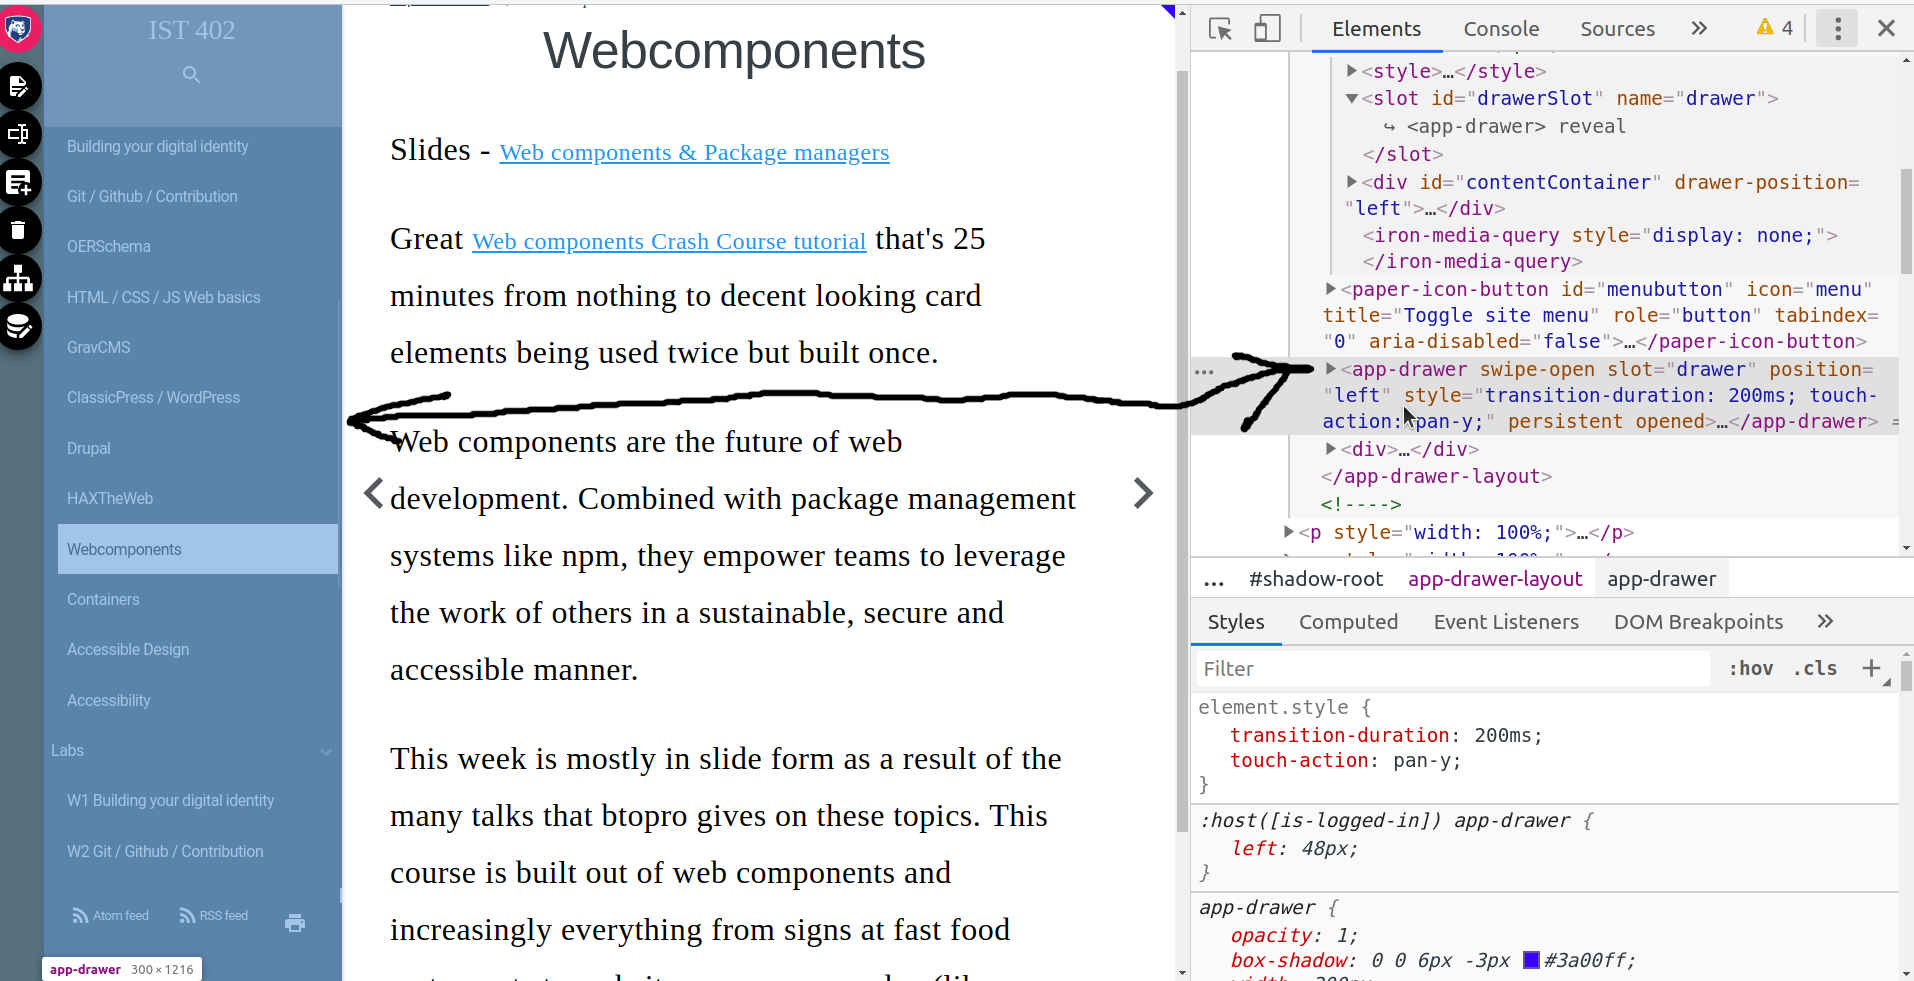 IST 402
Building your digital identity
Git / Github / Contribution
OERSchema
HTML / CSS / JS Web basics
GravCMS
ClassicPress / WordPress
Drupal
HAXTheWeb
Webcomponents
Containers
Accessible Design
Accessibility
Labs
W1 Building your digital identity
W2 Git / Github / Contribution
Atom feed RSS feed
app-drawer 300 × 1216
Webcomponents
Slides - Web components & Package managers
Great Web components Crash Course tutorial that's 25
minutes from nothing to decent looking card
elements being used twice but built once.
Web components are the future of web
development. Combined with package management
systems like npm, they empower teams to leverage
the work of others in a sustainable, secure and
accessible manner.
This week is mostly in slide form as a result of the
many talks that btopro gives on these topics. This
course is built out of web components and
increasingly everything from signs at fast food
Elements Console Sources » 4
<style>…</style>
<slot id="drawerSlot" name="drawer">
↪ <app-drawer> reveal
</slot>
<div id="contentContainer" drawer-position=
"left">…</div>
<iron-media-query style="display: none;">
</iron-media-query>
<paper-icon-button id="menubutton" icon="menu"
title="Toggle site menu" role="button" tabindex=
"0" aria-disabled="false">…</paper-icon-button>
… <app-drawer swipe-open slot="drawer" position=
"left" style="transition-duration: 200ms; touch-
action: pan-y;" persistent opened>…</app-drawer> =
<div>…</div>
</app-drawer-layout>
<!---->
<p style="width: 100%;">…</p>
… #shadow-root app-drawer-layout app-drawer
Styles Computed Event Listeners DOM Breakpoints »
Filter :hov .cls +
element.style {
transition-duration: 200ms;
touch-action: pan-y;
}
:host([is-logged-in]) app-drawer {
left: 48px;
}
app-drawer {
opacity: 1;
box-shadow: 0 0 6px -3px #3a00ff;